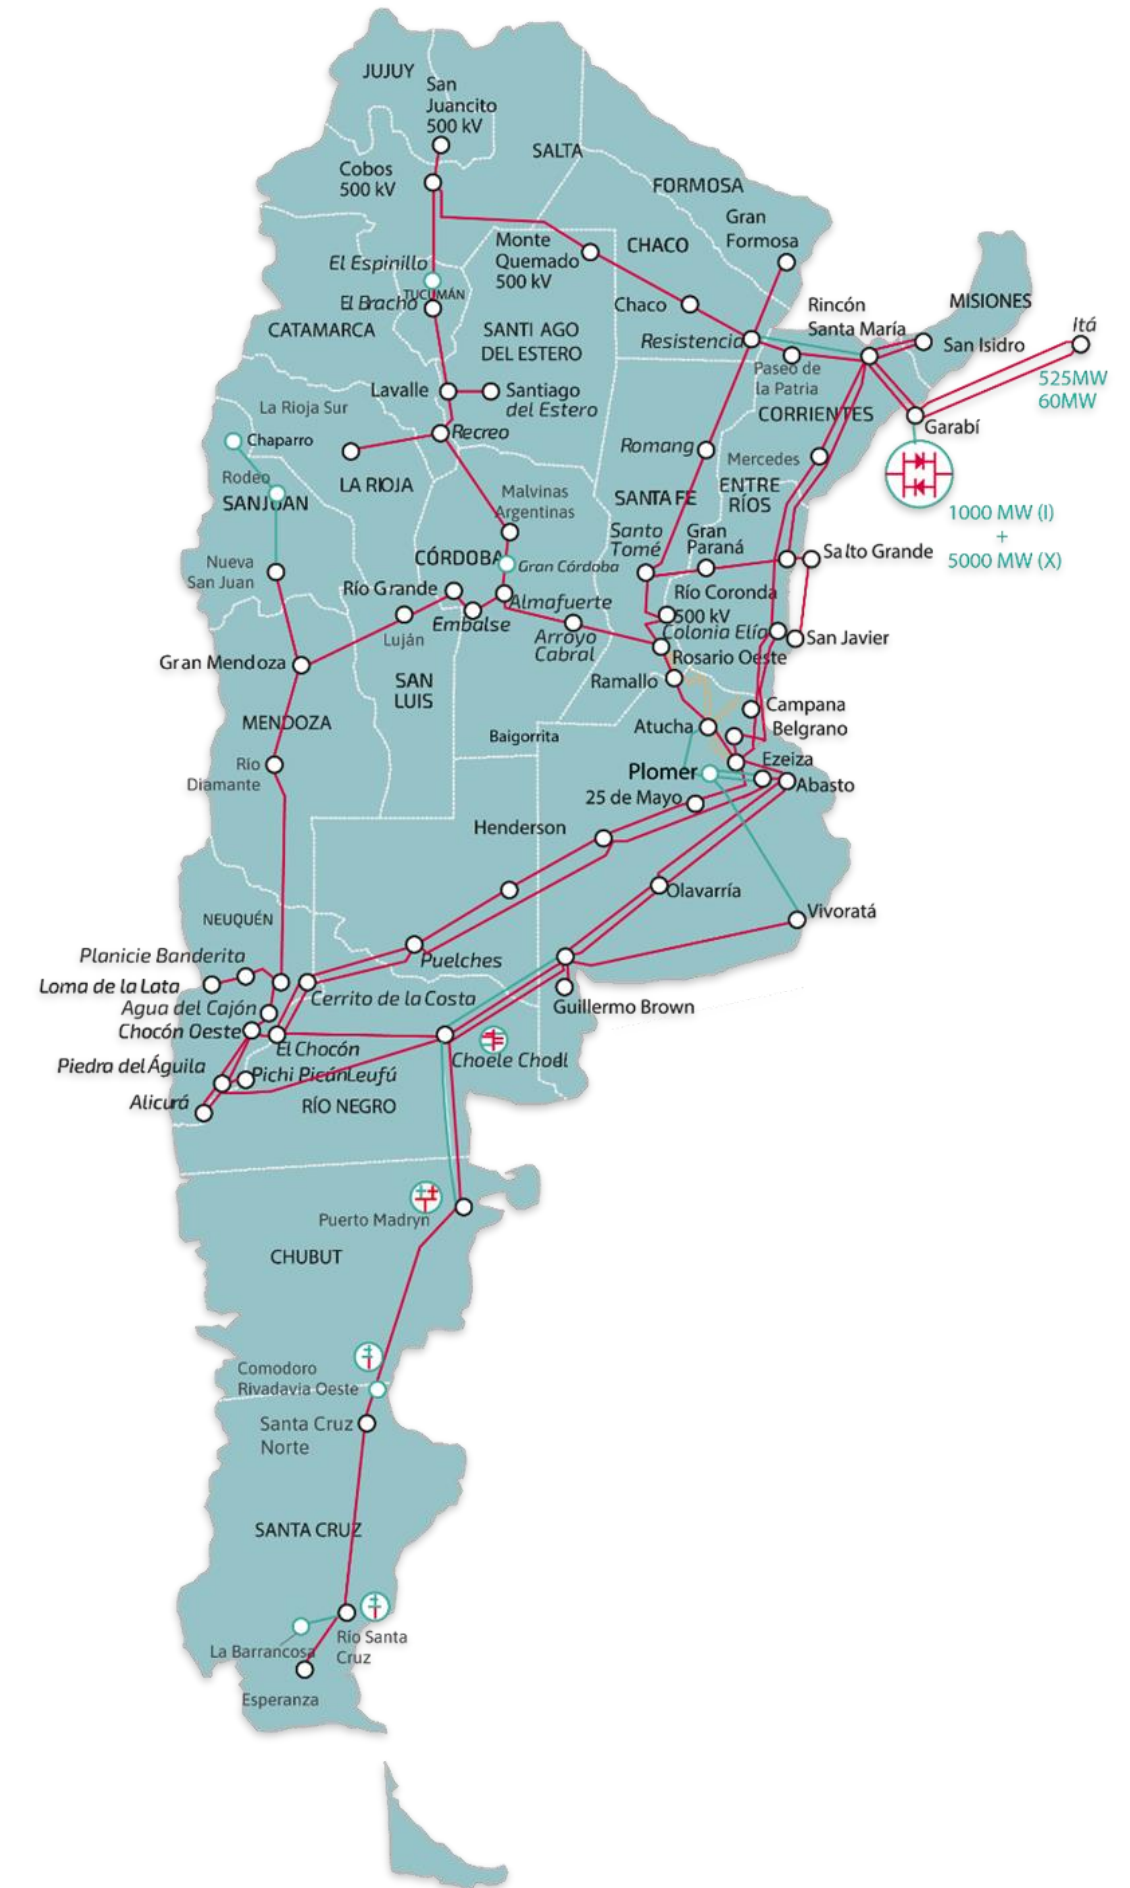 JUJUY
San
Juancito
500 kV
SALTA
Cobos
500 kV
FORMOSA
Gran
Formosa
Monte
Quemado
500 kV
CHACO
El Espinillo
TUCUMÁN
El Bracho
CATAMARCA
SANTI AGO
DEL ESTERO
Chaco
Resistencia
Rincón
Santa María
MISIONES
San Isidro
Itá
525MW
60MW
Paseo de
la Patria
CORRIENTES
Garabí
Lavalle
Santiago
del Estero
La Rioja Sur
Chaparro
Recreo
Romang
Mercedes
Rodeo
SANJUAN
LA RIOJA
Malvinas
Argentinas
SANTA FE
ENTRE
RÍOS
1000 MW (I)
+
5000 MW (X)
Santo
Tomé
Gran
Paraná
Salto Grande
CÓRDOBA
Gran Córdoba
Nueva
San Juan
Río Grande
Almafuerte
Río Coronda
500 kV
Embalse
Luján
Arroyo
Cabral
Colonia Elía
San Javier
Gran Mendoza
Rosario Oeste
SAN
LUIS
Ramallo
MENDOZA
Baigorrita
Atucha
Campana
Belgrano
Río
Diamante
Plomer
Ezeiza
Abasto
25 de Mayo
Henderson
Olavarría
Vivoratá
NEUQUÉN
Planicie Banderita
Puelches
Loma de la Lata
Cerrito de la Costa
Agua del Cajón
Guillermo Brown
Chocón Oeste
El Chocón
Choele Choell
Piedra del Águila
Pichi Picún Leufú
Alicurá
RÍO NEGRO
Puerto Madryn
CHUBUT
Comodoro
Rivadavia Oeste
Santa Cruz
Norte
SANTA CRUZ
Río Santa
Cruz
La Barrancosa
Esperanza